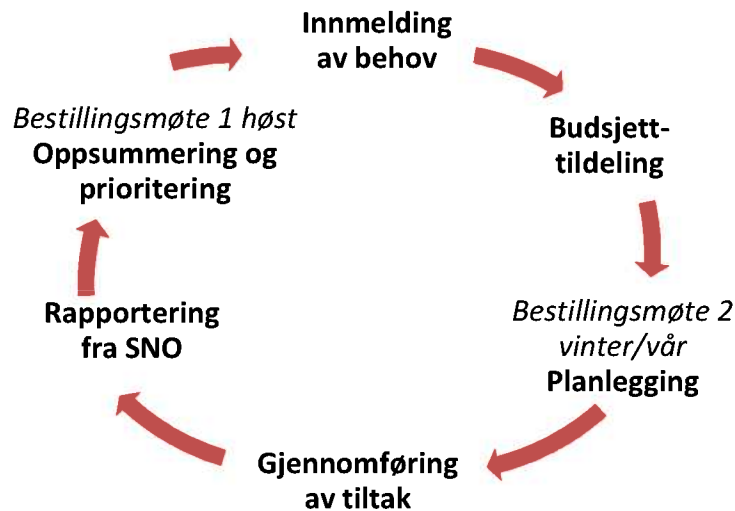 Innmelding
av behov
Budsjett-
tildeling
Bestillingsmøte 2
vinter/vår
Planlegging
Gjennomføring
av tiltak
Rapportering
fra SNO
Bestillingsmøte 1 høst
Oppsummering og
prioritering